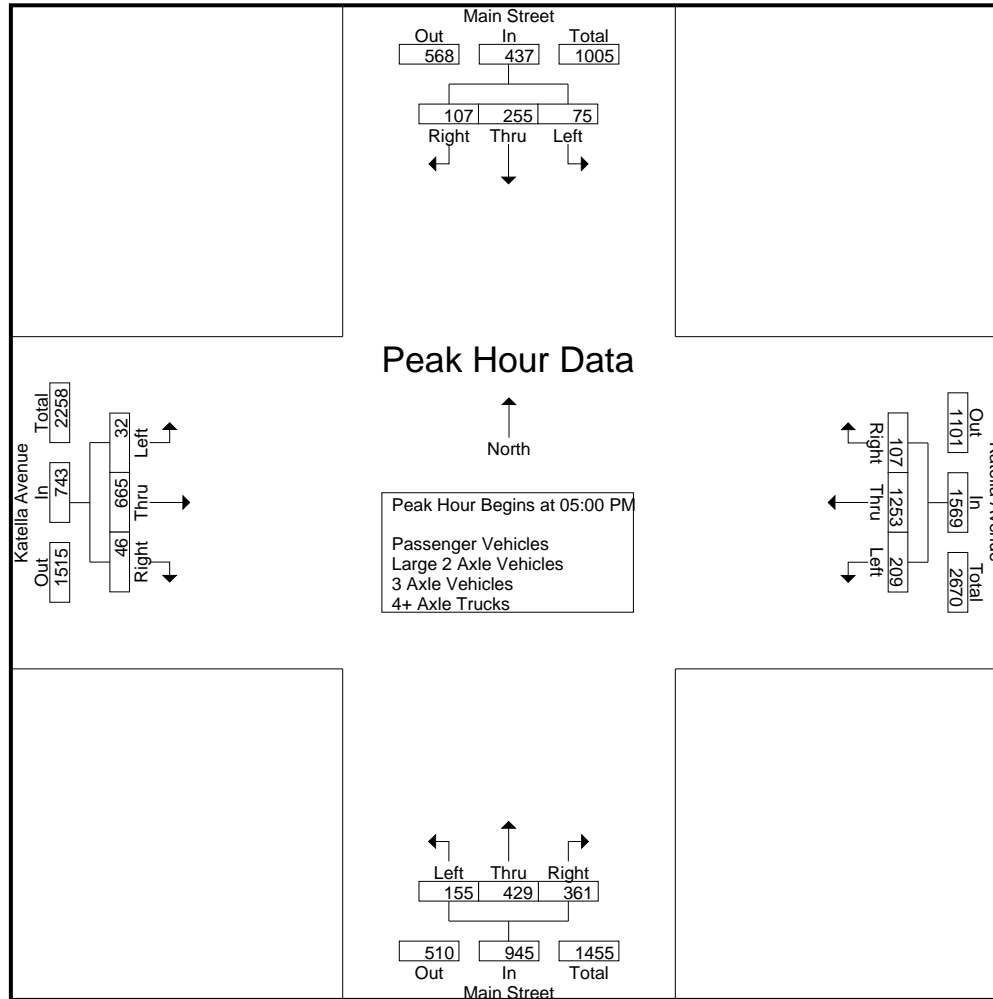 Main Street
Out In Total
568 437 1005
107 255 75
Right Thru Left
Peak Hour Data
North
Peak Hour Begins at 05:00 PM
Passenger Vehicles
Large 2 Axle Vehicles
3 Axle Vehicles
4+ Axle Trucks
Katella Avenue
Out In Total
1515 743 2258
46 665 32
Right Thru Left
Out In Total
1101 1569 2670
107 1253 209
Right Thru Left
Katella Avenue
Left Thru Right
155 429 361
510 945 1455
Out In Total
Main Street